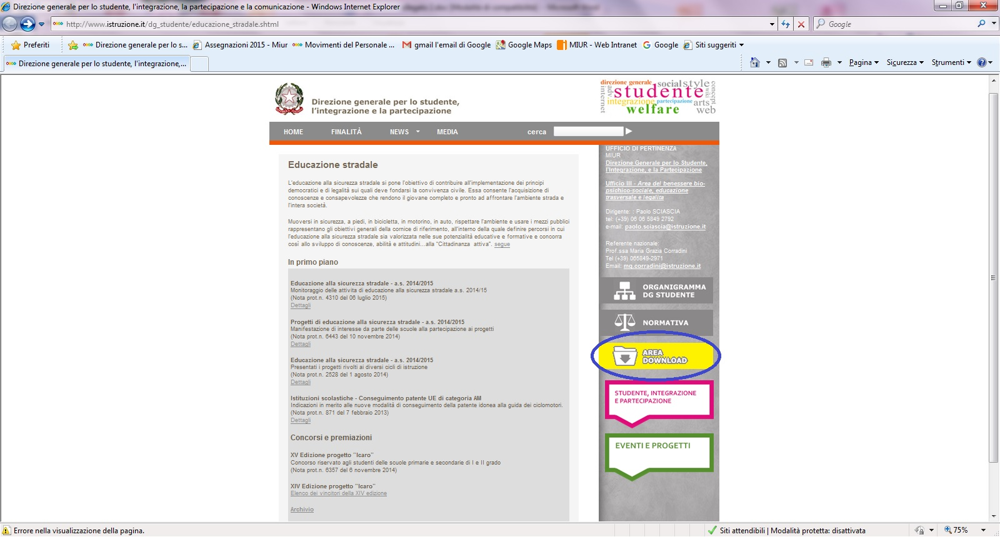 Direzione generale per lo studente, l'integrazione, la partecipazione e la comunicazione - Windows Internet Explorer
http://www.istruzione.it/dg_studente/educazione_stradale.shtml
Google
Preferiti
Direzione generale per lo s...
Assegnazioni 2015 - Miur
Movimenti del Personale ...
gmail l'email di Google
Google Maps
MIUR - Web Intranet
Google
Siti suggeriti
Direzione generale per lo studente, l'integrazione,...
Pagina
Sicurezza
Strumenti
Direzione generale per lo studente,
l'integrazione e la partecipazione
direzione generale
social style
studente
adv.
internet
integrazione
partecipazione
arts
wiki
concept
welfare
web
HOME
FINALITÀ
NEWS
MEDIA
cerca
Educazione stradale
L'educazione alla sicurezza stradale si pone l'obiettivo di contribuire all'implementazione dei principi
democratici e di legalità sui quali deve fondarsi la convivenza civile. Essa consente l'acquisizione di
conoscenze e consapevolezze che rendono il giovane completo e pronto ad affrontare l'ambiente strada e
l'intera società.
Muoversi in sicurezza, a piedi, in bicicletta, in motorino, in auto, rispettare l'ambiente e usare i mezzi pubblici
rappresentano gli obiettivi generali della cornice di riferimento, all'interno della quale definire percorsi in cui
l'educazione alla sicurezza stradale sia valorizzata nelle sue potenzialità educative e formative e concorra
così allo sviluppo di conoscenze, abilità e attitudini...alla "Cittadinanza attiva". segue
In primo piano
Educazione alla sicurezza stradale - a.s. 2014/2015
Monitoraggio delle attivita di educazione alla sicurezza stradale a.s. 2014/15
(Nota prot.n. 4310 del 06 luglio 2015)
Dettagli
Progetti di educazione alla sicurezza stradale - a.s. 2014/2015
Manifestazione di interesse da parte delle scuole alla partecipazione ai progetti
(Nota prot.n. 6443 del 10 novembre 2014)
Dettagli
Educazione alla sicurezza stradale - a.s. 2014/2015
Presentati i progetti rivolti ai diversi cicli di istruzione
(Nota prot.n. 2528 del 1 agosto 2014)
Dettagli
Istituzioni scolastiche - Conseguimento patente UE di categoria AM
Indicazioni in merito alle nuove modalità di conseguimento della patente idonea alla guida dei ciclomotori.
(Nota prot.n. 871 del 7 febbraio 2013)
Dettagli
Concorsi e premiazioni
XV Edizione progetto "Icaro"
Concorso riservato agli studenti delle scuole primarie e secondarie di I e II grado
(Nota prot.n. 6357 del 6 novembre 2014)
XIV Edizione progetto "Icaro"
Elenco dei vincitori della XIV edizione
Archivio
UFFICIO DI PERTINENZA
MIUR
Direzione Generale per lo Studente,
l'Integrazione, e la Partecipazione
Ufficio III - Area del benessere bio-
psichico-sociale, educazione
trasversale e legalita
Dirigente: : Paolo SCIASCIA
tel: (+39) 06 06 5849 2792
e-mail: paolo.sciascia@istruzione.it
Referente nazionale:
Prof.ssa Maria Grazia Corradini
Tel (+39) 065849-2971
Email: mg.corradini@istruzione.it
ORGANIGRAMMA
DG STUDENTE
NORMATIVA
AREA
DOWNLOAD
STUDENTE, INTEGRAZIONE
E PARTECIPAZIONE
EVENTI E PROGETTI
Errore nella visualizzazione della pagina.
Siti attendibili | Modalità protetta: disattivata
75%